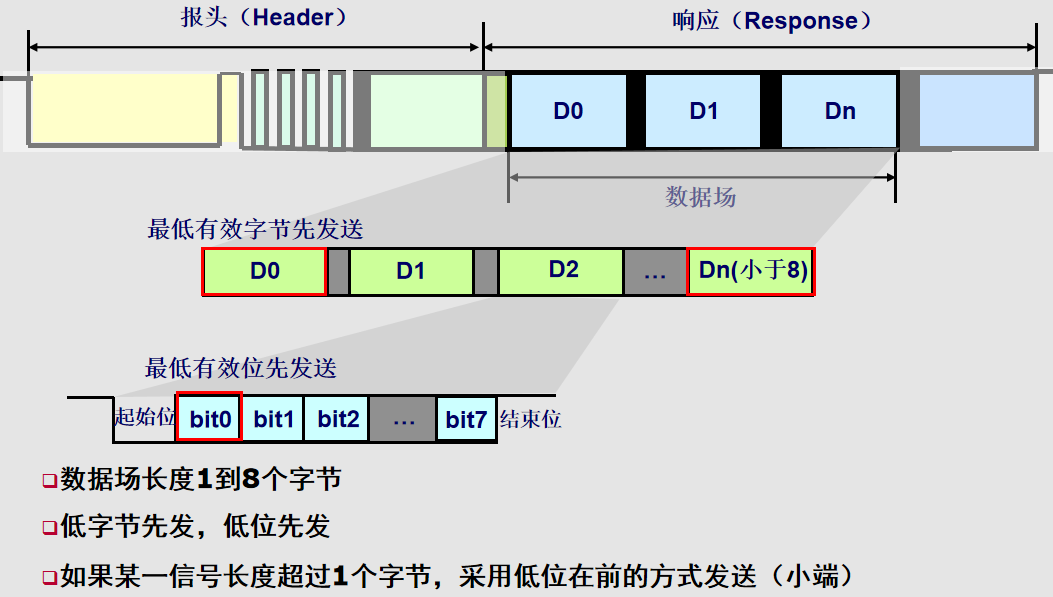 报头（Header）
响应（Response）
D0
D1
Dn
数据场
最低有效字节先发送
D0
D1
D2
...
Dn(小于8)
最低有效位先发送
起始位
bit0
bit1
bit2
...
bit7
结束位
数据场长度1到8个字节
低字节先发，低位先发
如果某一信号长度超过1个字节，采用低位在前的方式发送（小端）